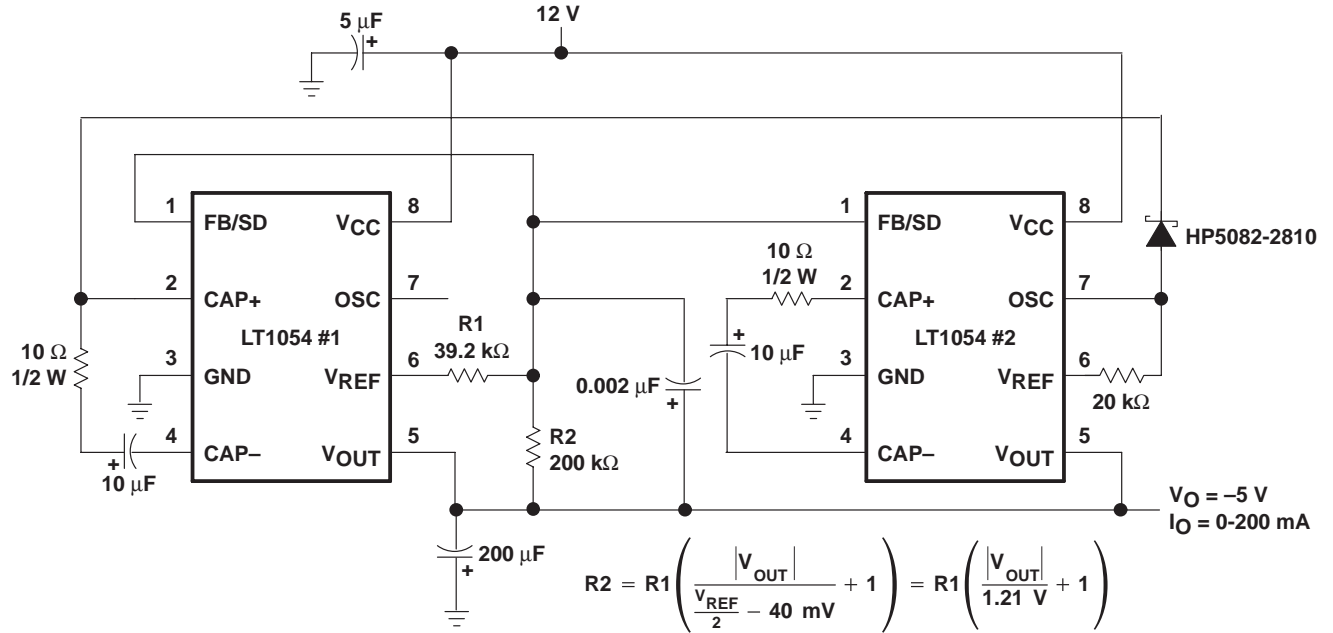 5 µF
+
12 V
1
FB/SD
VCC
8
2
CAP+
OSC
7
LT1054 #1
3
GND
VREF
6
4
CAP–
VOUT
5
10 Ω
1/2 W
+
10 µF
R1
39.2 kΩ
R2
200 kΩ
0.002 µF
+
200 µF
+
10 Ω
1/2 W
+
10 µF
1
FB/SD
VCC
8
2
CAP+
OSC
7
LT1054 #2
3
GND
VREF
6
4
CAP–
VOUT
5
HP5082-2810
20 kΩ
VO = –5 V
IO = 0-200 mA
R2 = R1 ( |VOUT| / (VREF/2 – 40 mV) + 1 ) = R1 ( |VOUT| / 1.21 V + 1 )